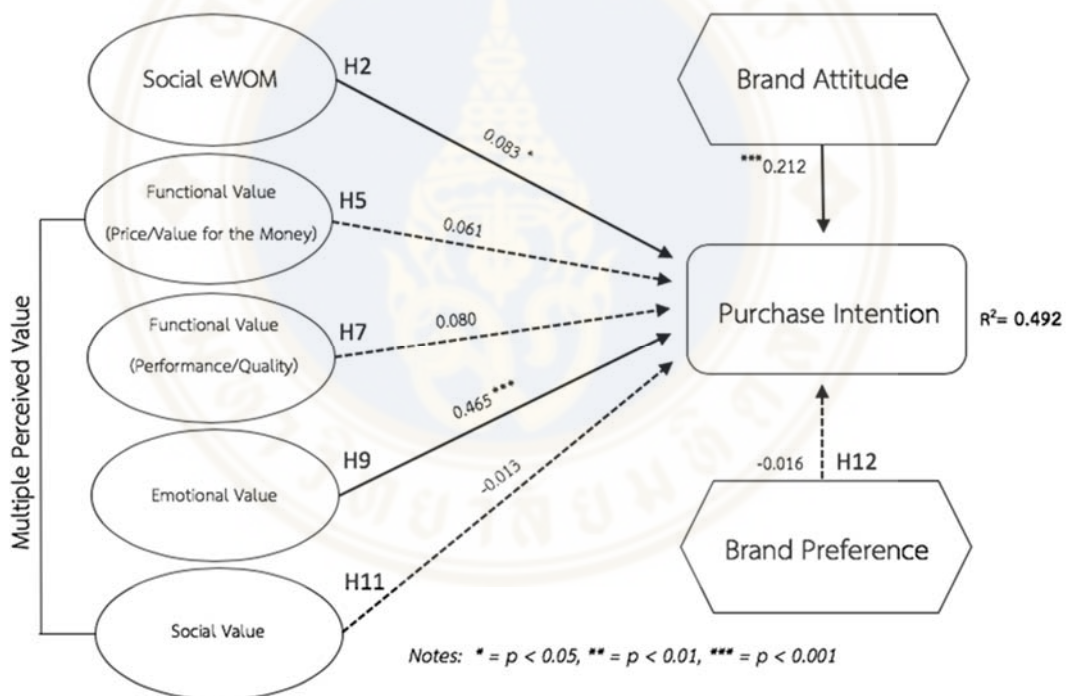 Social eWOM
H2
0.083 *
Brand Attitude
***0.212
Functional Value
(Price/Value for the Money)
H5
0.061
Multiple Perceived Value
Functional Value
(Performance/Quality)
H7
0.080
Purchase Intention
R²= 0.492
Emotional Value
H9
0.465***
-0.016
H12
Brand Preference
Social Value
H11
-0.013
Notes: * = p < 0.05, ** = p < 0.01, *** = p < 0.001